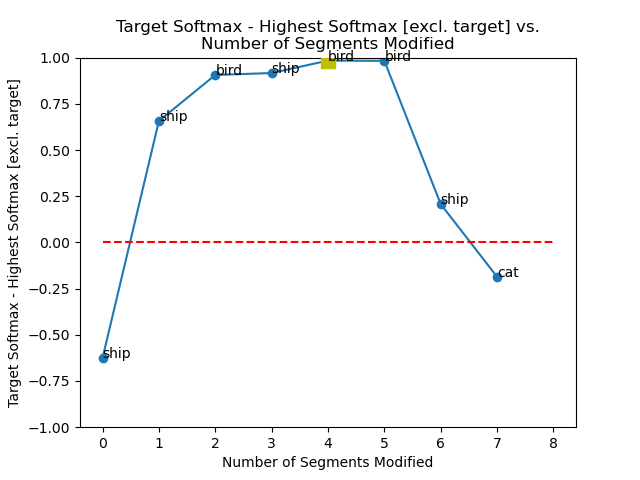 Target Softmax - Highest Softmax [excl. target] vs.
Number of Segments Modified
Target Softmax - Highest Softmax [excl. target]
1.00
0.75
0.50
0.25
0.00
−0.25
−0.50
−0.75
−1.00
ship
ship
bird
ship
bird
bird
ship
cat
0 1 2 3 4 5 6 7 8
Number of Segments Modified